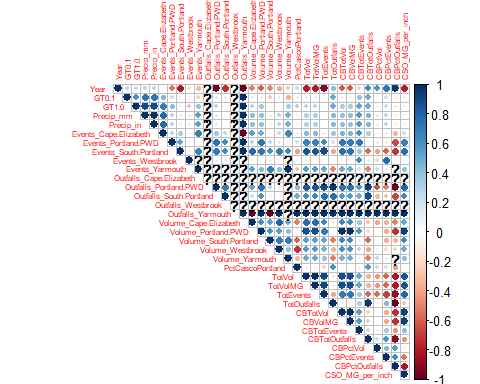 Year
GT0.1
GT1.0
Precip_mm
Precip_in
Events_Cape.Elizabeth
Events_Portland.PWD
Events_South.Portland
Events_Westbrook
Events_Yarmouth
Outfalls_Cape.Elizabeth
Outfalls_Portland.PWD
Outfalls_South.Portland
Outfalls_Westbrook
Outfalls_Yarmouth
Volume_Cape.Elizabeth
Volume_Portland.PWD
Volume_South.Portland
Volume_Westbrook
Volume_Yarmouth
PctCascoPortland
TotVol
TotVolMG
TotEvents
TotOutfalls
CBTotVol
CBVolMG
CBTotEvents
CBTotOutfalls
CBPctVol
CBPctEvents
CBPctOutfalls
CSO_MG_per_inch
Year
GT0.1
GT1.0
Precip_mm
Precip_in
Events_Cape.Elizabeth
Events_Portland.PWD
Events_South.Portland
Events_Westbrook
Events_Yarmouth
Outfalls_Cape.Elizabeth
Outfalls_Portland.PWD
Outfalls_South.Portland
Outfalls_Westbrook
Outfalls_Yarmouth
Volume_Cape.Elizabeth
Volume_Portland.PWD
Volume_South.Portland
Volume_Westbrook
Volume_Yarmouth
PctCascoPortland
TotVol
TotVolMG
TotEvents
TotOutfalls
CBTotVol
CBVolMG
CBTotEvents
CBTotOutfalls
CBPctVol
CBPctEvents
CBPctOutfalls
CSO_MG_per_inch
1
0.8
0.6
0.4
0.2
0
-0.2
-0.4
-0.6
-0.8
-1